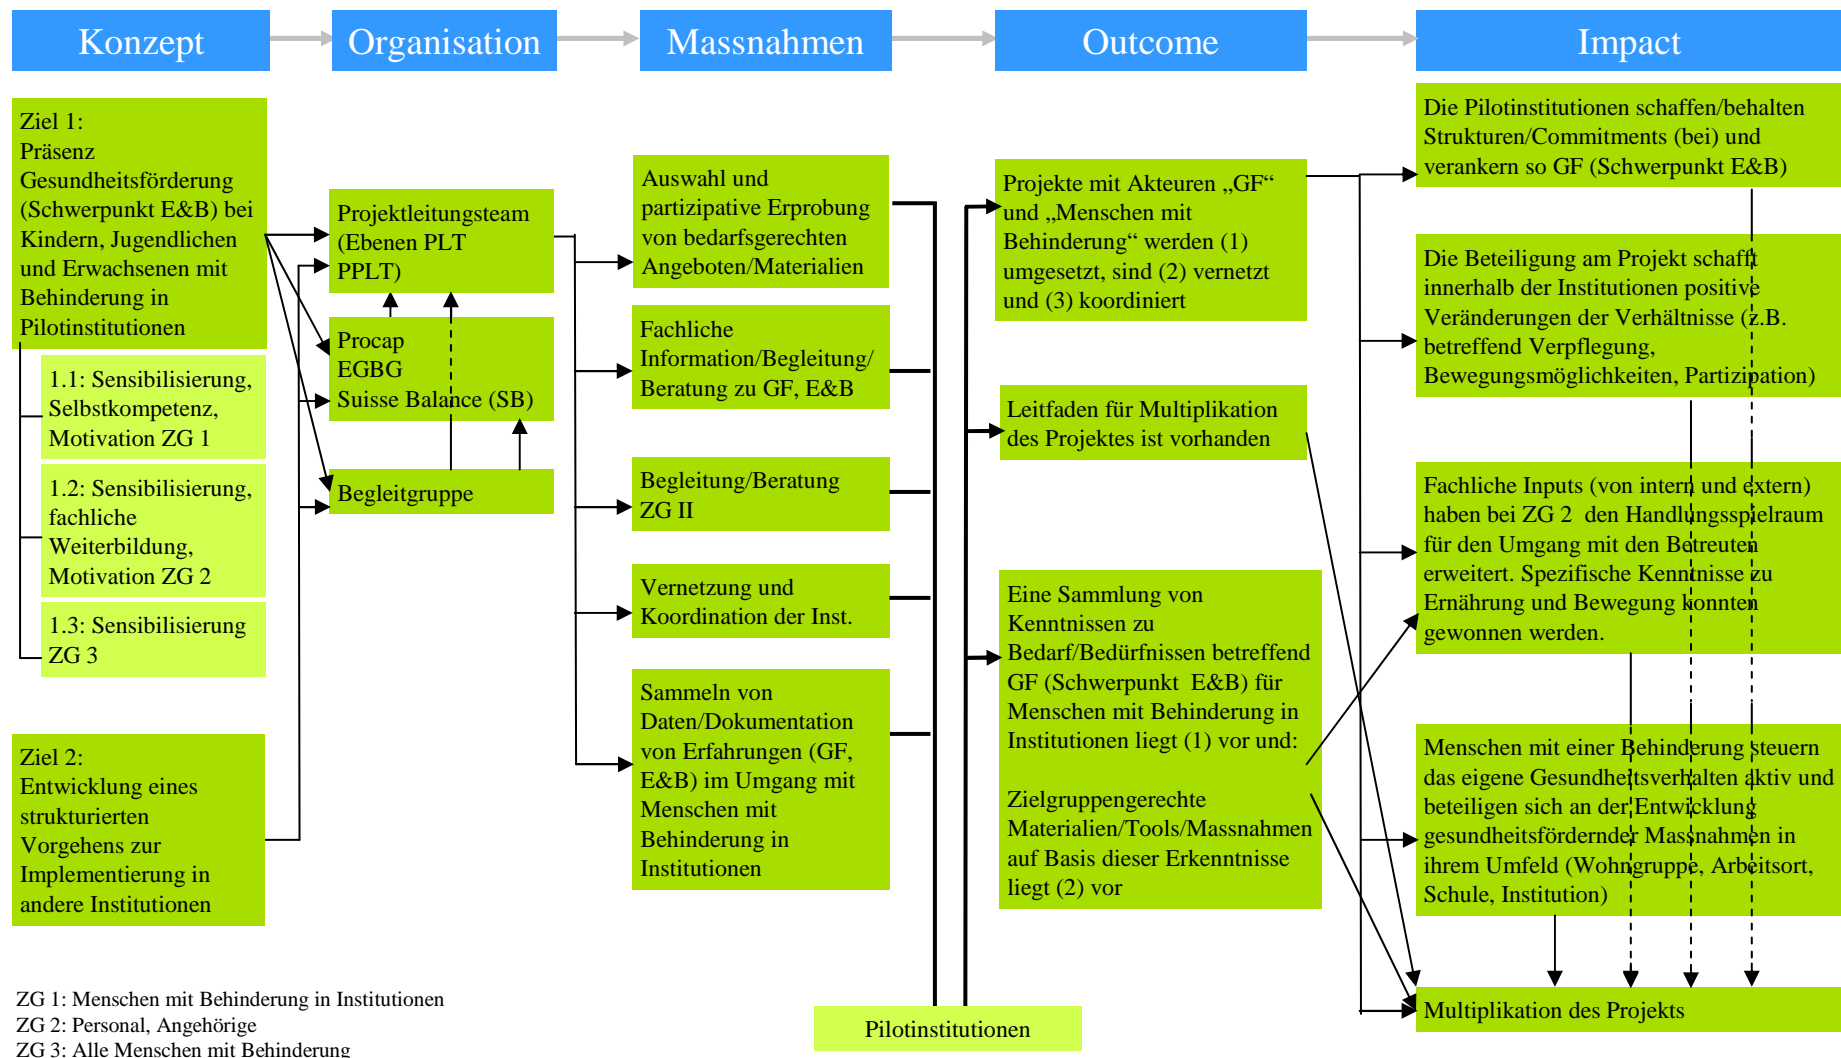 Konzept
Organisation
Massnahmen
Outcome
Impact
Ziel 1:
Präsenz
Gesundheitsförderung
(Schwerpunkt E&B) bei
Kindern, Jugendlichen
und Erwachsenen mit
Behinderung in
Pilotinstitutionen
1.1: Sensibilisierung,
Selbstkompetenz,
Motivation ZG 1
1.2: Sensibilisierung,
fachliche
Weiterbildung,
Motivation ZG 2
1.3: Sensibilisierung
ZG 3
Ziel 2:
Entwicklung eines
strukturierten
Vorgehens zur
Implementierung in
andere Institutionen
Projektleitungsteam
(Ebenen PLT
PPLT)
Procap
EGBG
Suisse Balance (SB)
Begleitgruppe
Auswahl und
partizipative Erprobung
von bedarfsgerechten
Angeboten/Materialien
Fachliche
Information/Begleitung/
Beratung zu GF, E&B
Begleitung/Beratung
ZG II
Vernetzung und
Koordination der Inst.
Sammeln von
Daten/Dokumentation
von Erfahrungen (GF,
E&B) im Umgang mit
Menschen mit
Behinderung in
Institutionen
Projekte mit Akteuren „GF“
und „Menschen mit
Behinderung“ werden (1)
umgesetzt, sind (2) vernetzt
und (3) koordiniert
Leitfaden für Multiplikation
des Projektes ist vorhanden
Eine Sammlung von
Kenntnissen zu
Bedarf/Bedürfnissen betreffend
GF (Schwerpunkt E&B) für
Menschen mit Behinderung in
Institutionen liegt (1) vor und:
Zielgruppengerechte
Materialien/Tools/Massnahmen
auf Basis dieser Erkenntnisse
liegt (2) vor
Die Pilotinstitutionen schaffen/behalten
Strukturen/Commitments (bei) und
verankern so GF (Schwerpunkt E&B)
Die Beteiligung am Projekt schafft
innerhalb der Institutionen positive
Veränderungen der Verhältnisse (z.B.
betreffend Verpflegung,
Bewegungsmöglichkeiten, Partizipation)
Fachliche Inputs (von intern und extern)
haben bei ZG 2 den Handlungsspielraum
für den Umgang mit den Betreuten
erweitert. Spezifische Kenntnisse zu
Ernährung und Bewegung konnten
gewonnen werden.
Menschen mit einer Behinderung steuern
das eigene Gesundheitsverhalten aktiv und
beteiligen sich an der Entwicklung
gesundheitsfördernder Massnahmen in
ihrem Umfeld (Wohngruppe, Arbeitsort,
Schule, Institution)
Multiplikation des Projekts
Pilotinstitutionen
ZG 1: Menschen mit Behinderung in Institutionen
ZG 2: Personal, Angehörige
ZG 3: Alle Menschen mit Behinderung